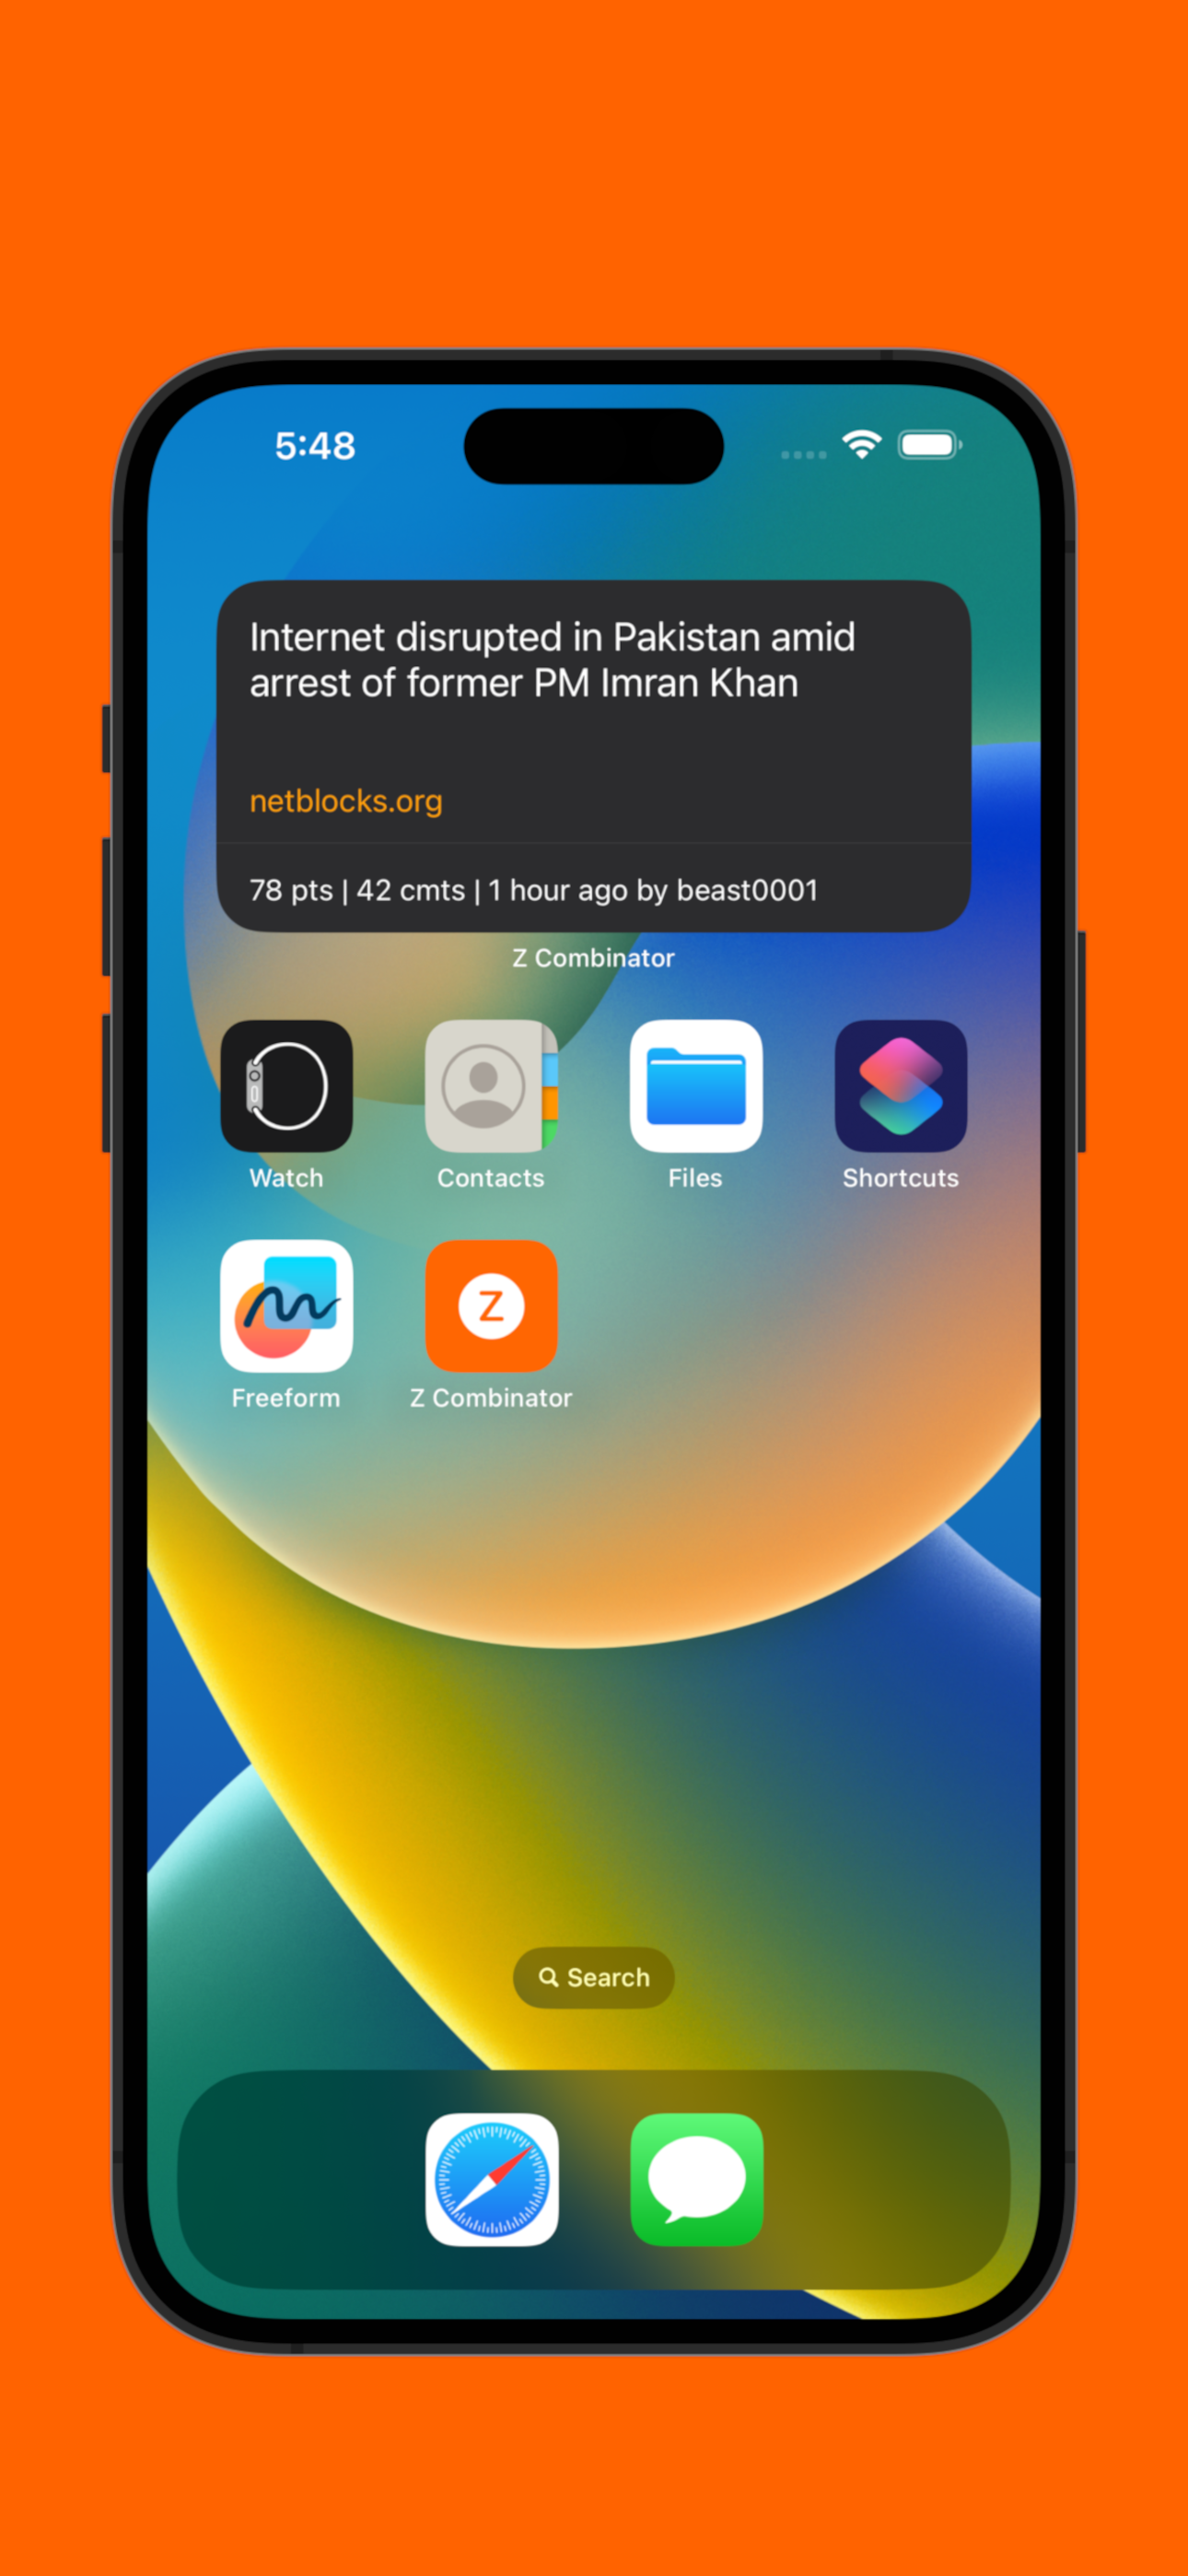 5:48
Internet disrupted in Pakistan amid
arrest of former PM Imran Khan
netblocks.org
78 pts | 42 cmts | 1 hour ago by beast0001
Z Combinator
Watch
Contacts
Files
Shortcuts
Z
Freeform
Z Combinator
Search